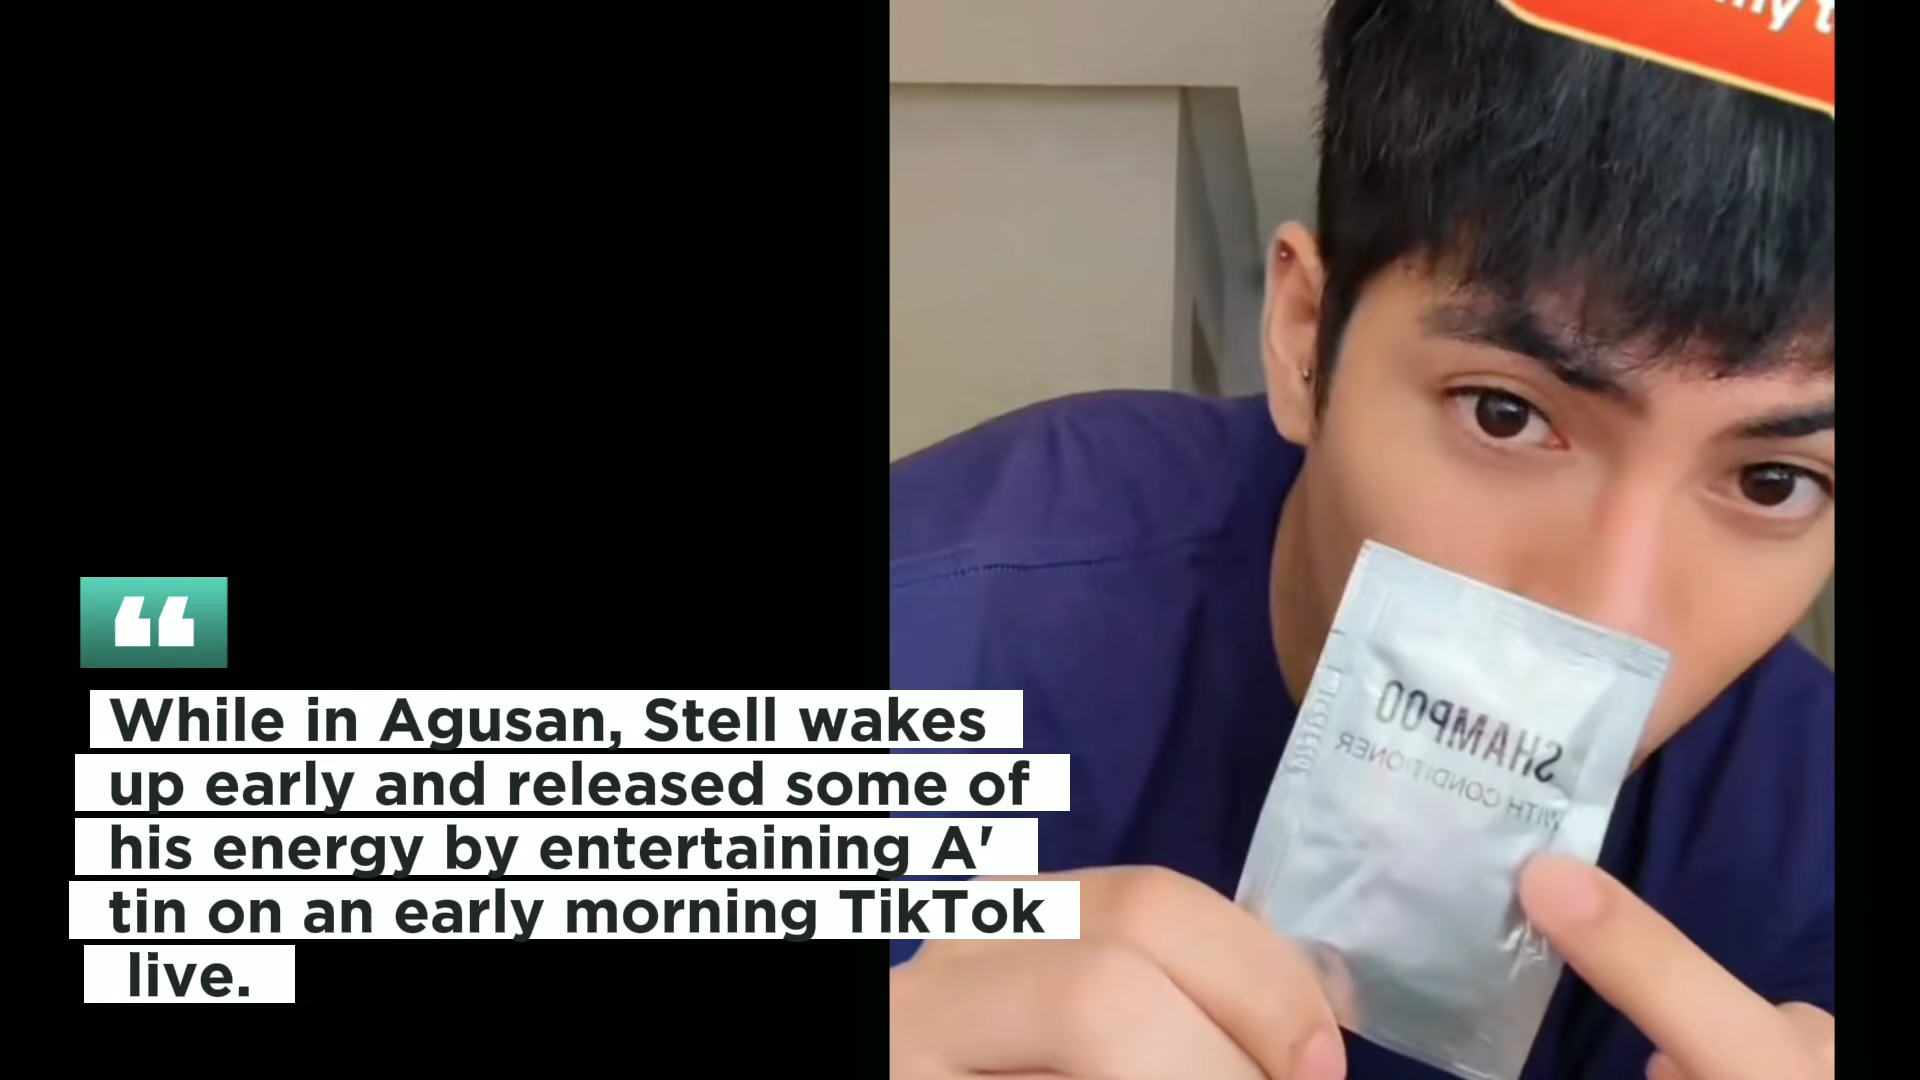 my t
“
While in Agusan, Stell wakes
up early and released some of
his energy by entertaining A'
tin on an early morning TikTok
live.
SHAMPOO
WITH CONDITIONER